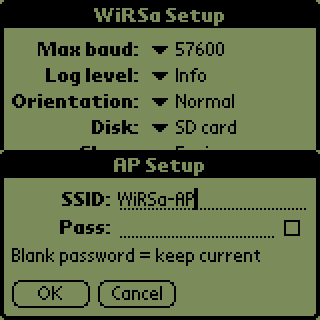 WiRSa Setup
Max baud: 57600
Log level: Info
Orientation: Normal
Disk: SD card
AP Setup
SSID: WiRSa-AP
Pass:
Blank password = keep current
OK Cancel